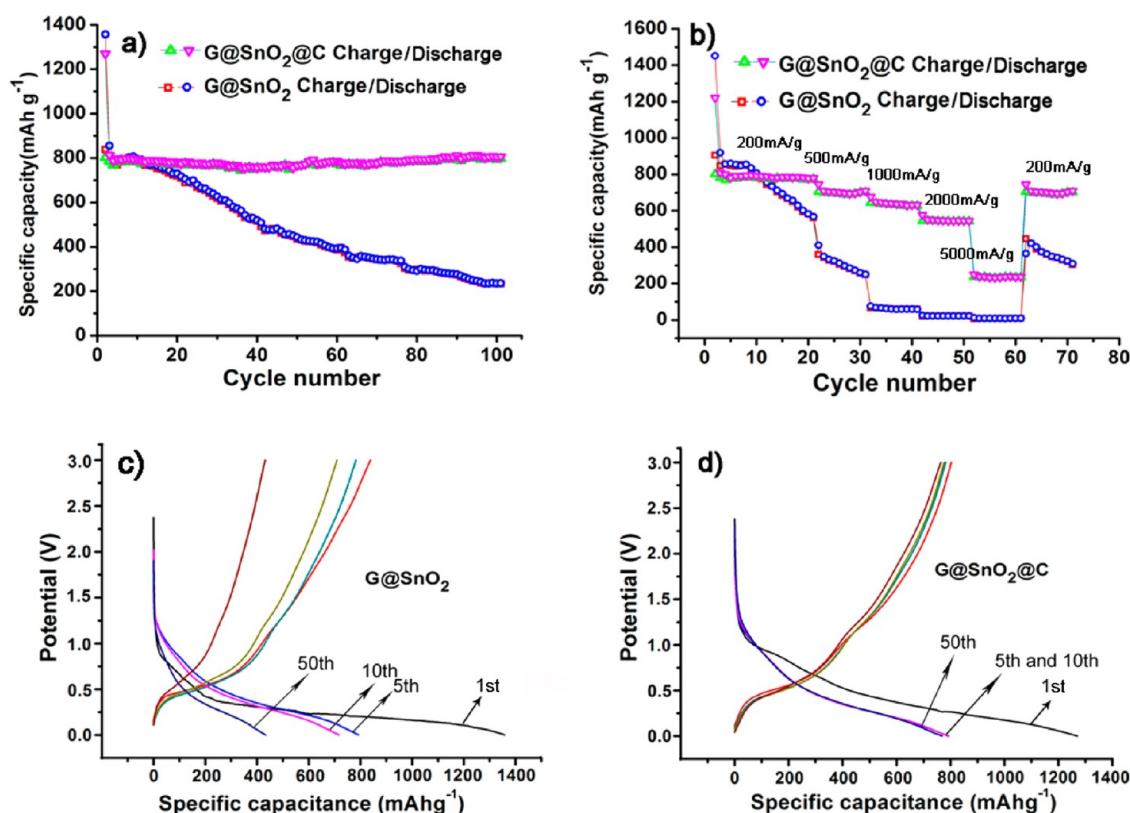 a)
G@SnO₂@C Charge/Discharge
G@SnO₂ Charge/Discharge
Specific capacity(mAh g⁻¹)
1400
1200
1000
800
600
400
200
0
0 20 40 60 80 100
Cycle number
b)
G@SnO₂@C Charge/Discharge
G@SnO₂ Charge/Discharge
Specific capacity(mAh g⁻¹)
1600
1400
1200
1000
800
600
400
200
0
200mA/g
500mA/g
1000mA/g
2000mA/g
5000mA/g
200mA/g
0 10 20 30 40 50 60 70 80
Cycle number
c)
Potential (V)
3.0
2.5
2.0
1.5
1.0
0.5
0.0
G@SnO₂
50th
10th
5th
1st
0 200 400 600 800 1000 1200 1400
Specific capacitance (mAhg⁻¹)
d)
Potential (V)
3.0
2.5
2.0
1.5
1.0
0.5
0.0
G@SnO₂@C
50th
5th and 10th
1st
0 200 400 600 800 1000 1200 1400
Specific capacitance (mAhg⁻¹)